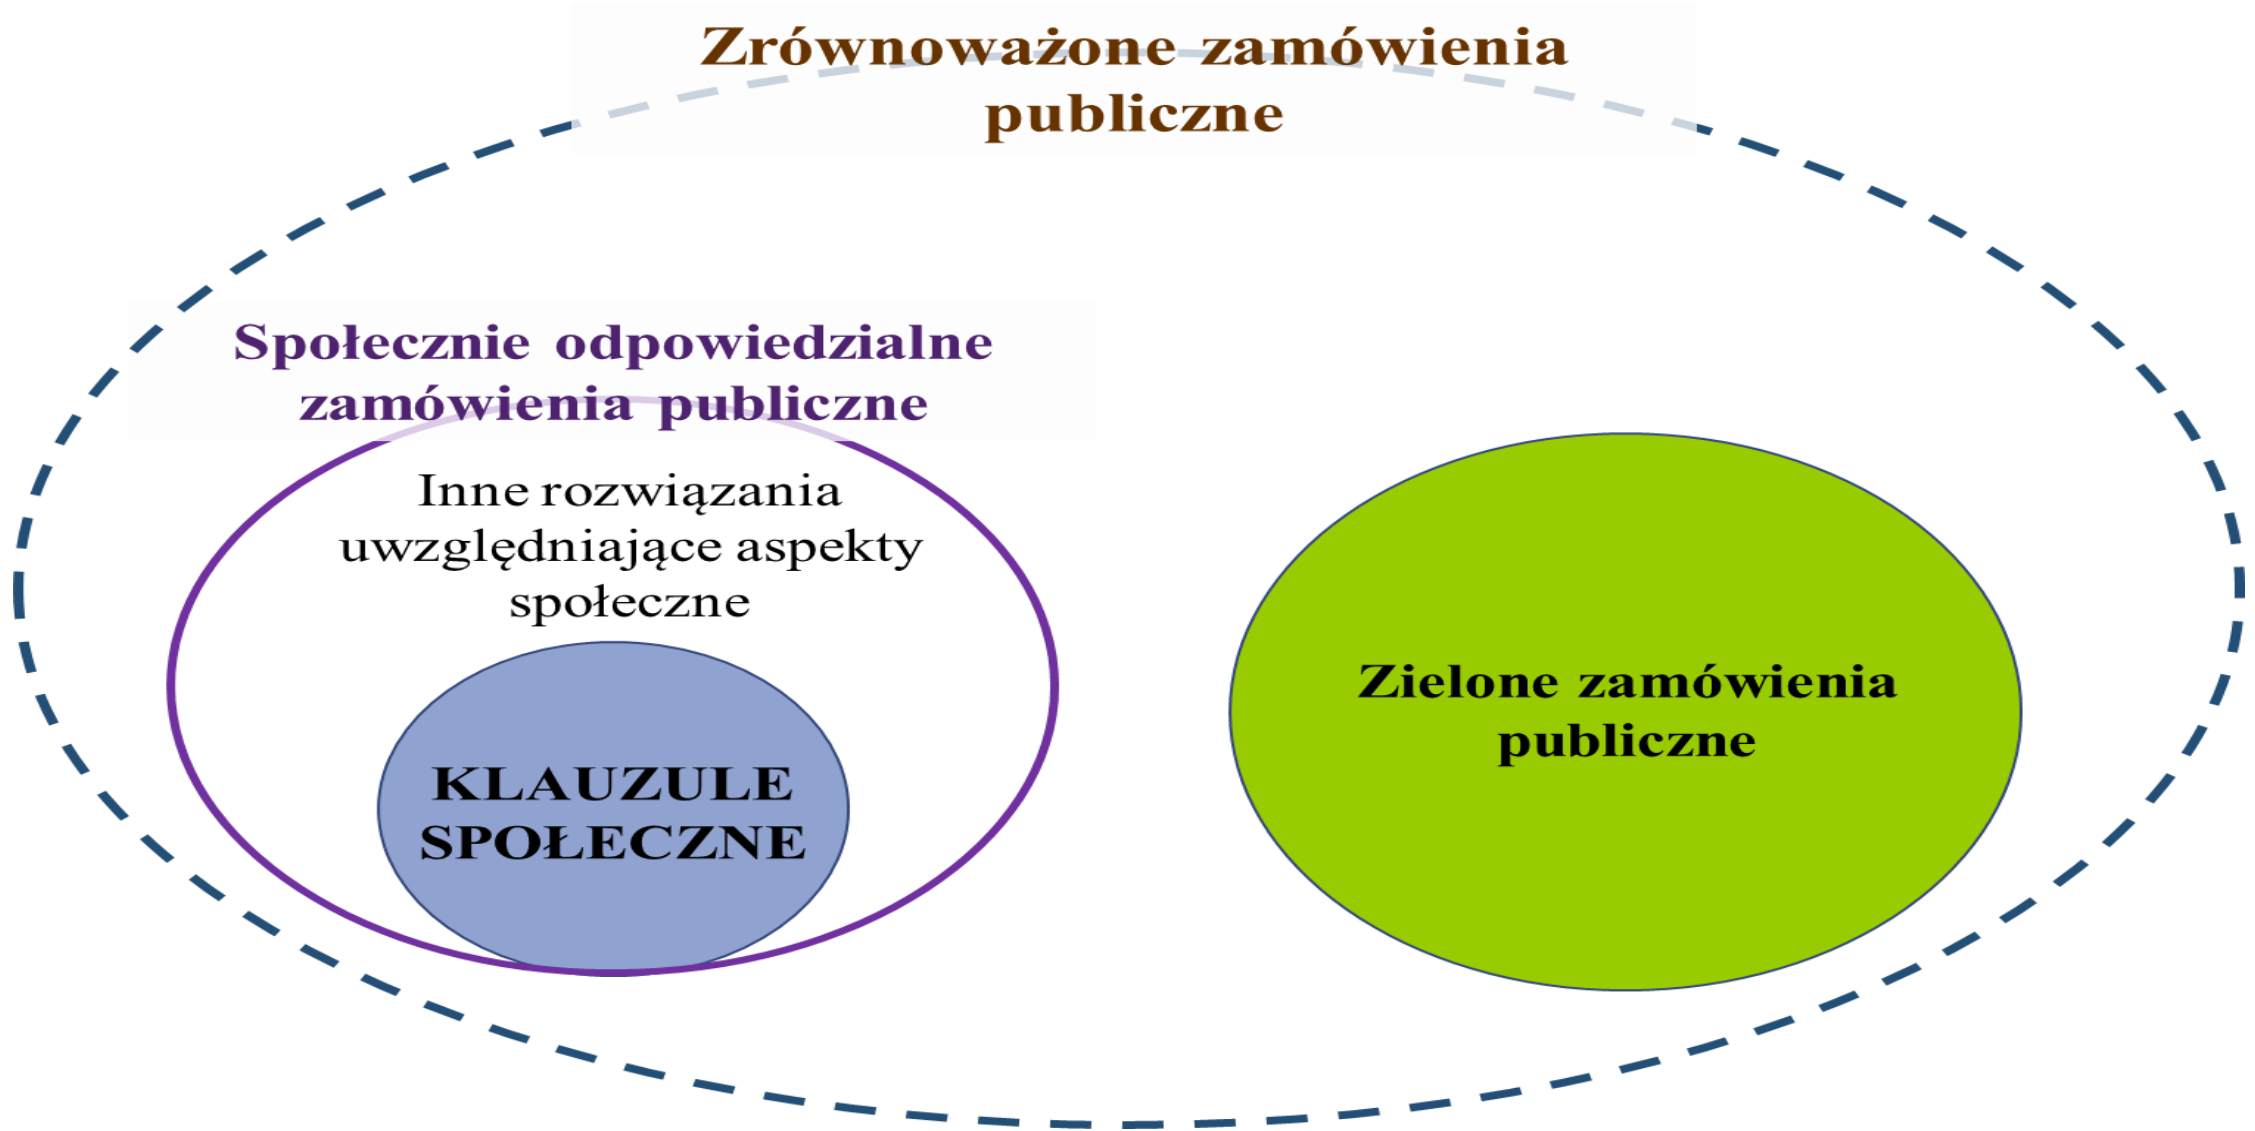 Zrównoważone zamówienia
publiczne
Społecznie odpowiedzialne
zamówienia publiczne
Inne rozwiązania
uwzględniające aspekty
społeczne
KLAUZULE
SPOŁECZNE
Zielone zamówienia
publiczne